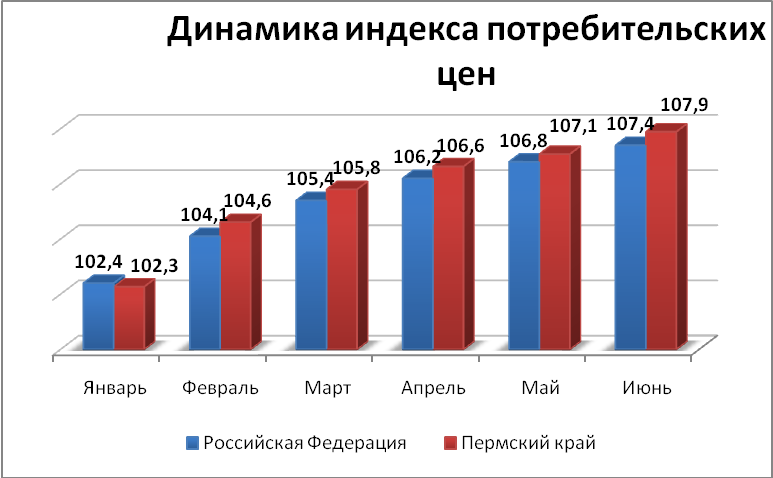 Динамика индекса потребительских
цен
102,4 102,3
104,1 104,6
105,4 105,8
106,2 106,6
106,8 107,1
107,4 107,9
Январь Февраль Март Апрель Май Июнь
Российская Федерация Пермский край